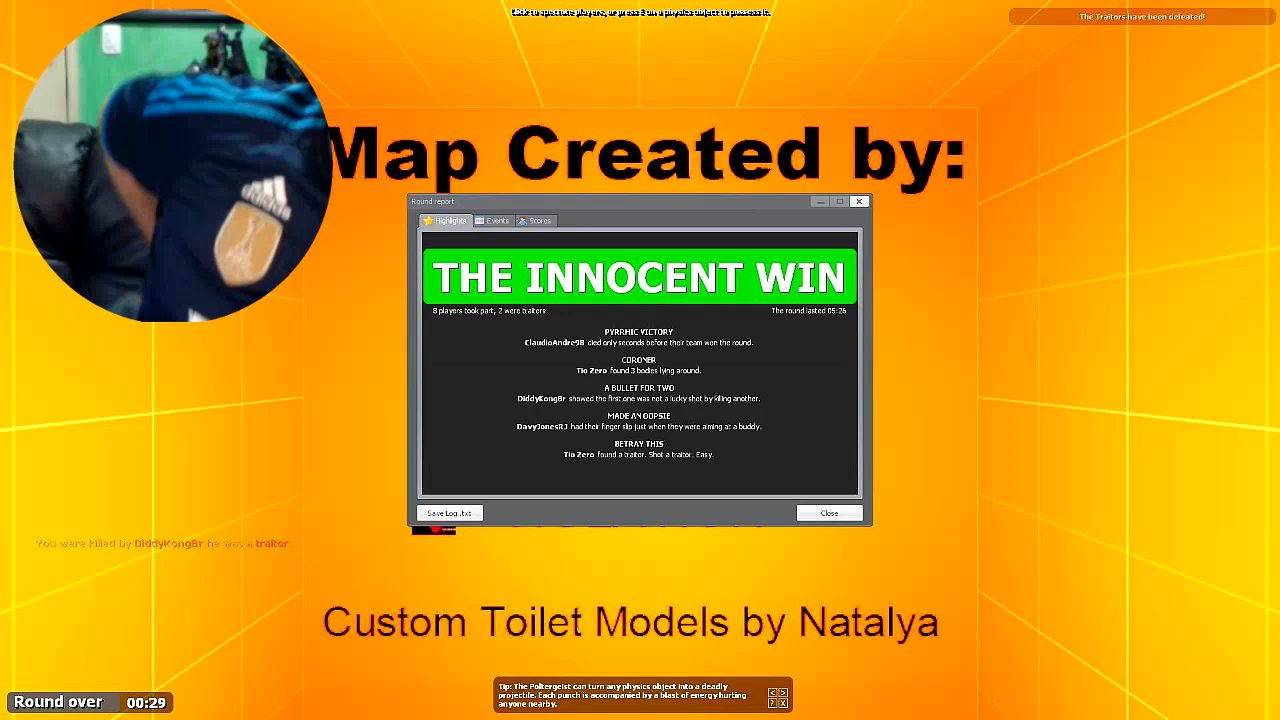 Click to spectate players, or press E on a physics object to possess it.
The Traitors have been defeated!
adidas
Map Created by:
Round report
Highlights
Events
Scores
THE INNOCENT WIN
8 players took part, 2 were traitors
The round lasted 05:26
PYRRHIC VICTORY
ClaudioAndre98 died only seconds before their team won the round.
CORONER
Tio Zero found 3 bodies lying around.
A BULLET FOR TWO
DiddyKongBr showed the first one was not a lucky shot by killing another.
MADE AN OOPSIE
DavyJonesRJ had their finger slip just when they were aiming at a buddy.
BETRAY THIS
Tio Zero found a traitor. Shot a traitor. Easy.
Save Log .txt
Close
You were killed by DiddyKongBr he was a traitor.
Custom Toilet Models by Natalya
Tip: The Poltergeist can turn any physics object into a deadly
projectile. Each punch is accompanied by a blast of energy hurting
anyone nearby.
< >
? X
Round over 00:29